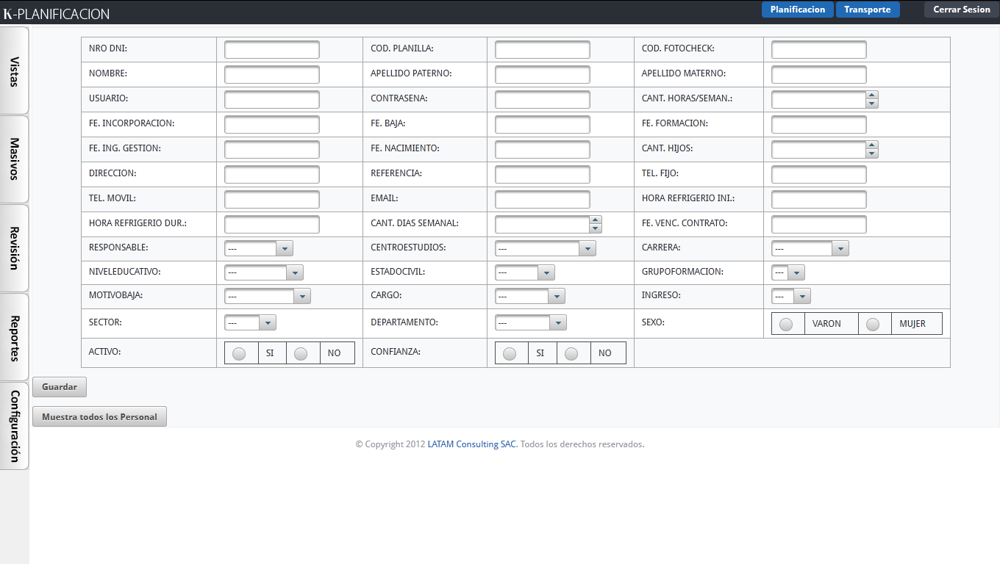 K-PLANIFICACION Planificacion Transporte Cerrar Sesion
Vistas
Masivos
Revisión
Reportes
Configuración
NRO DNI: COD. PLANILLA: COD. FOTOCHECK:
NOMBRE: APELLIDO PATERNO: APELLIDO MATERNO:
USUARIO: CONTRASENA: CANT. HORAS/SEMAN.:
FE. INCORPORACION: FE. BAJA: FE. FORMACION:
FE. ING. GESTION: FE. NACIMIENTO: CANT. HIJOS:
DIRECCION: REFERENCIA: TEL. FIJO:
TEL. MOVIL: EMAIL: HORA REFRIGERIO INI.:
HORA REFRIGERIO DUR.: CANT. DIAS SEMANAL: FE. VENC. CONTRATO:
RESPONSABLE: --- CENTROESTUDIOS: --- CARRERA: ---
NIVELEDUCATIVO: --- ESTADOCIVIL: --- GRUPOFORMACION: ---
MOTIVOBAJA: --- CARGO: --- INGRESO: ---
SECTOR: --- DEPARTAMENTO: --- SEXO: VARON MUJER
ACTIVO: SI NO CONFIANZA: SI NO
Guardar
Muestra todos los Personal
© Copyright 2012 LATAM Consulting SAC. Todos los derechos reservados.